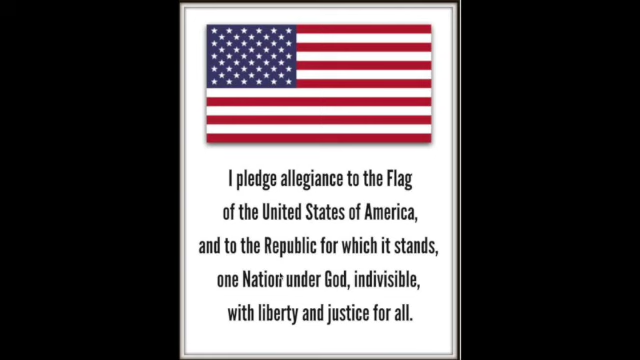 I pledge allegiance to the Flag
of the United States of America,
and to the Republic for which it stands,
one Nation under God, indivisible,
with liberty and justice for all.